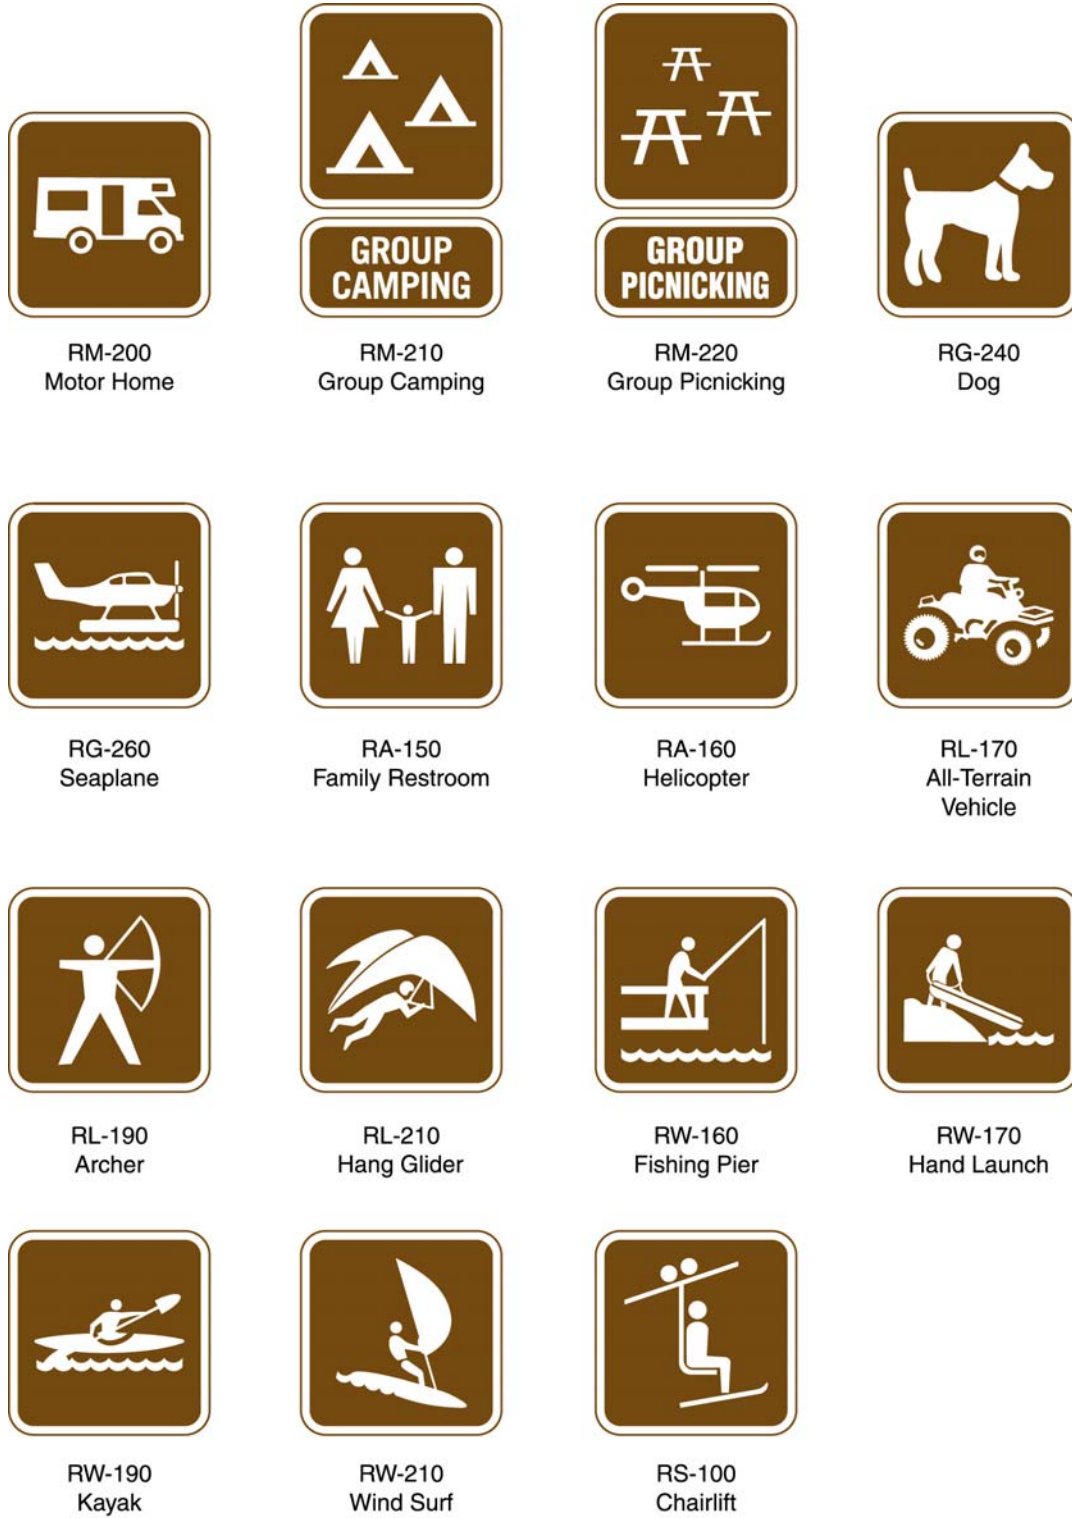 GROUP
CAMPING
GROUP
PICNICKING
RM-200
Motor Home
RM-210
Group Camping
RM-220
Group Picnicking
RG-240
Dog
RG-260
Seaplane
RA-150
Family Restroom
RA-160
Helicopter
RL-170
All-Terrain
Vehicle
RL-190
Archer
RL-210
Hang Glider
RW-160
Fishing Pier
RW-170
Hand Launch
RW-190
Kayak
RW-210
Wind Surf
RS-100
Chairlift